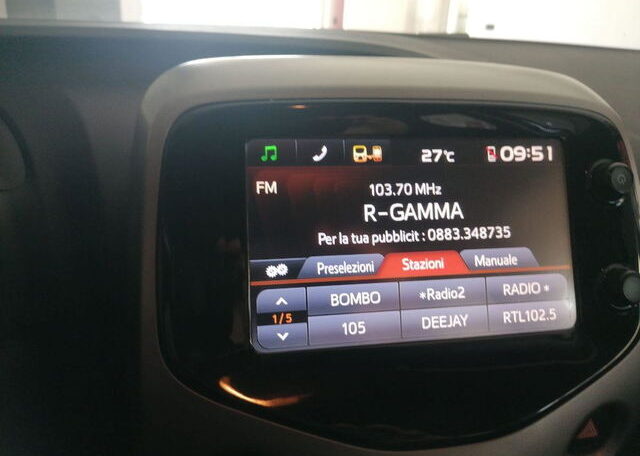 27°C 09:51
FM 103.70 MHz
R-GAMMA
Per la tua pubblicit : 0883.348735
Preselezioni Stazioni Manuale
BOMBO *Radio2 RADIO *
1/5
105 DEEJAY RTL102.5